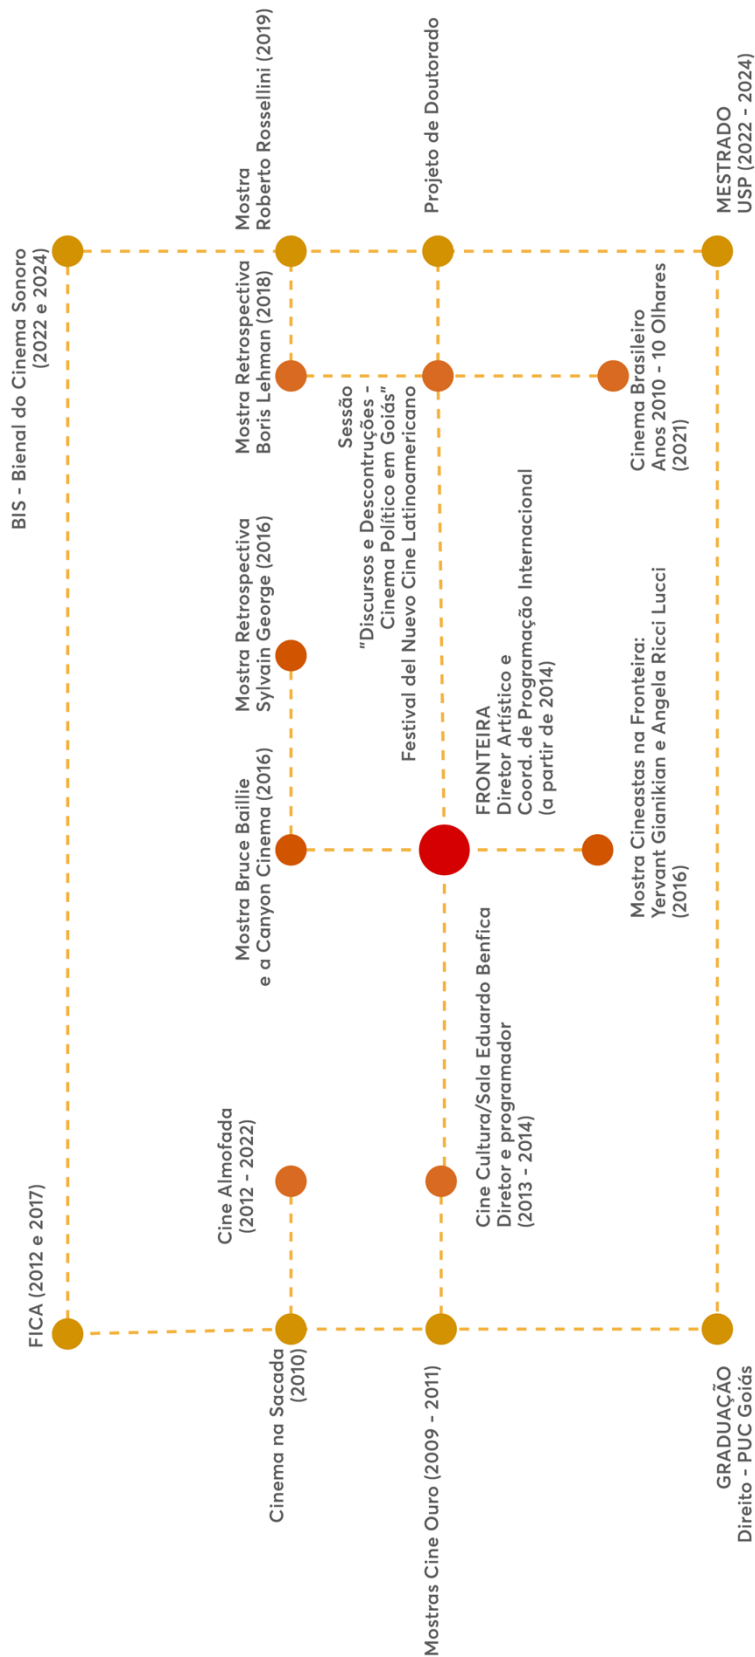 FICA (2012 e 2017)
BIS - Bienal do Cinema Sonoro
(2022 e 2024)
Cinema na Sacada
(2010)
Cine Almofada
(2012 - 2022)
Mostra Bruce Baillie
e a Canyon Cinema (2016)
Mostra Retrospectiva
Sylvain George (2016)
Mostra Retrospectiva
Boris Lehman (2018)
Mostra
Roberto Rossellini (2019)
Mostras Cine Ouro (2009 - 2011)
Cine Cultura/Sala Eduardo Benfica
Diretor e programador
(2013 - 2014)
FRONTEIRA
Diretor Artístico e
Coord. de Programação Internacional
(a partir de 2014)
Sessão
"Discursos e Descontruções -
Cinema Político em Goiás"
Festival del Nuevo Cine Latinoamericano
Projeto de Doutorado
Mostra Cineastas na Fronteira:
Yervant Gianikian e Angela Ricci Lucci
(2016)
Cinema Brasileiro
Anos 2010 - 10 Olhares
(2021)
GRADUAÇÃO
Direito - PUC Goiás
MESTRADO
USP (2022 - 2024)